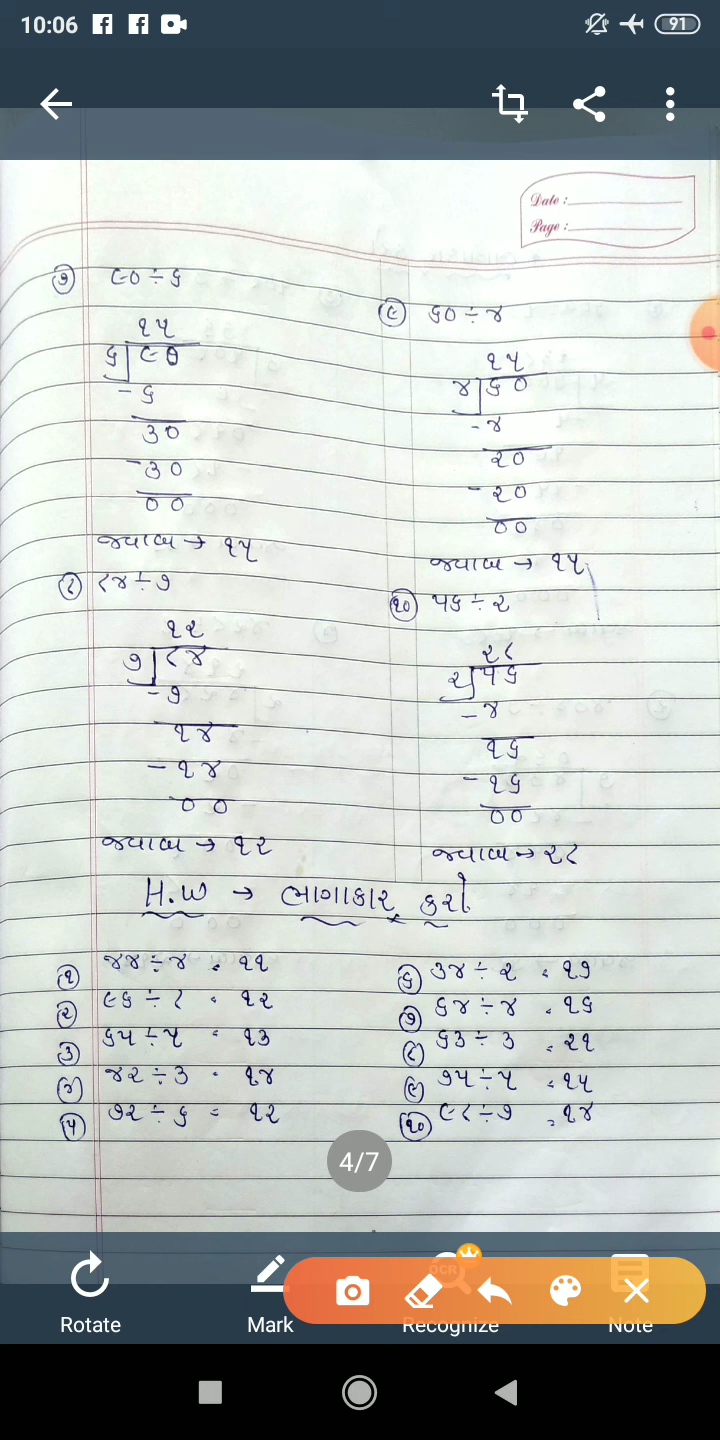 10:06
91
Date :
Page :
૭ ૯૦ ÷ ૬
૧૫
૬ ૯૦
- ૬
૩૦
- ૩૦
૦૦
જવાબ → ૧૫
૮ ૮૪ ÷ ૭
૧૨
૭ ૮૪
- ૭
૧૪
- ૧૪
૦૦
જવાબ → ૧૨
૯ ૬૦ ÷ ૪
૧૫
૪ ૬૦
- ૪
૨૦
- ૨૦
૦૦
જવાબ → ૧૫
૧૦ ૫૬ ÷ ૨
૨૮
૨ ૫૬
- ૪
૧૬
- ૧૬
૦૦
જવાબ → ૨૮
H.W → ભાગાકાર કરો.
૧ ૪૪ ÷ ૪ = ૧૧
૨ ૯૬ ÷ ૮ = ૧૨
૩ ૬૫ ÷ ૫ = ૧૩
૪ ૪૨ ÷ ૩ = ૧૪
૫ ૭૨ ÷ ૬ = ૧૨
૬ ૩૪ ÷ ૨ = ૧૭
૭ ૬૪ ÷ ૪ = ૧૬
૮ ૬૩ ÷ ૩ = ૨૧
૯ ૭૫ ÷ ૫ = ૧૫
૧૦ ૯૮ ÷ ૭ = ૧૪
4/7
OCR
Rotate
Mark
Recognize
Note